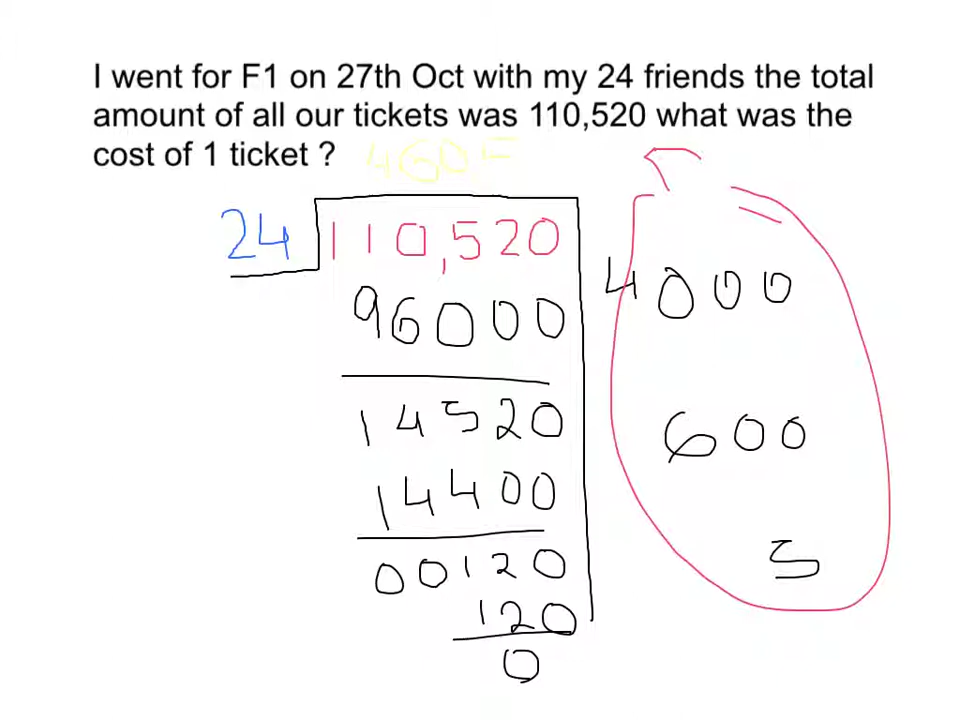 I went for F1 on 27th Oct with my 24 friends the total
amount of all our tickets was 110,520 what was the
cost of 1 ticket ? 4605
24 110,520
96000 4000
14520
14400 600
00120 5
120
0